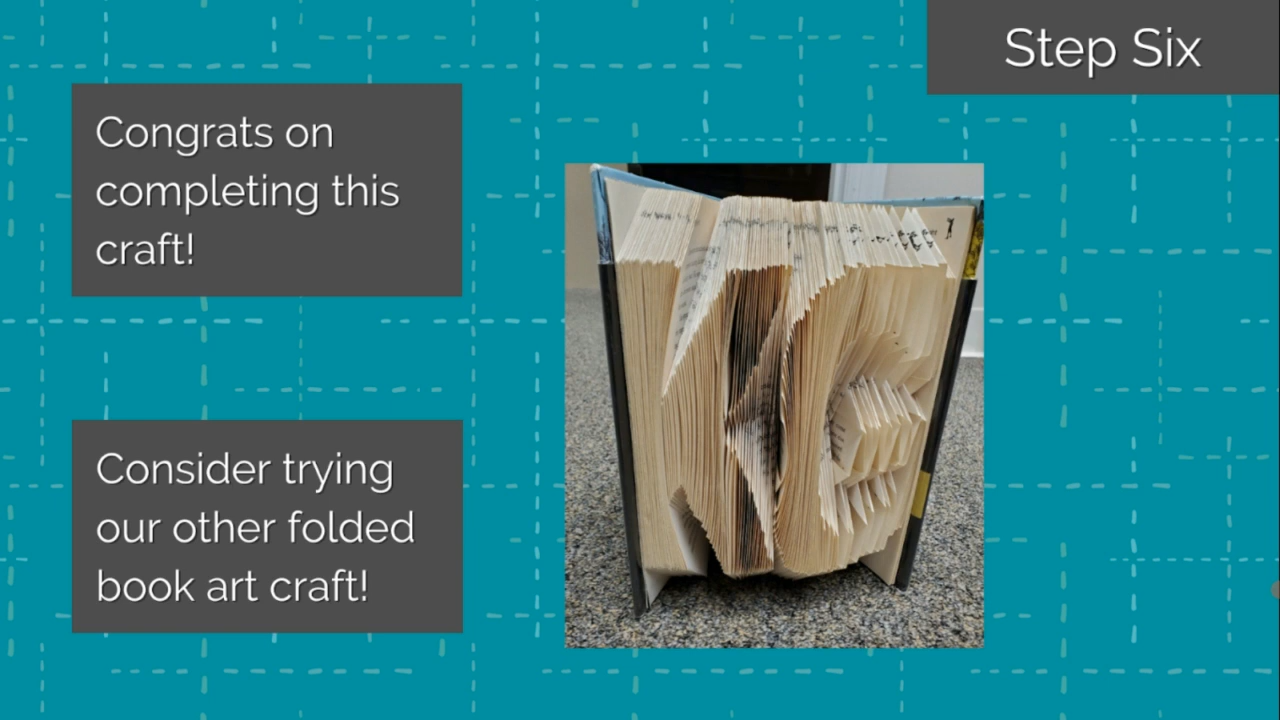 Step Six
Congrats on
completing this
craft!
Consider trying
our other folded
book art craft!